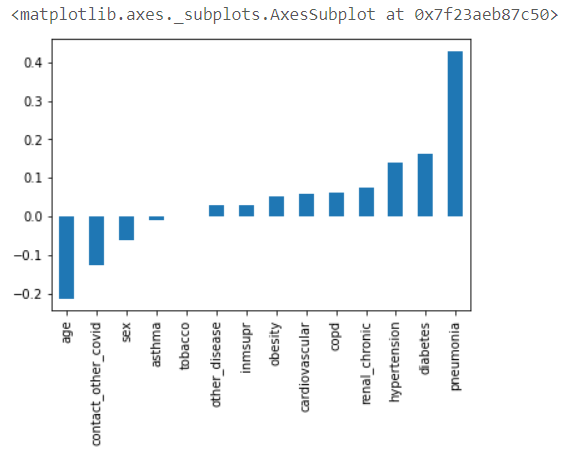 <matplotlib.axes._subplots.AxesSubplot at 0x7f23aeb87c50>
0.4
0.3
0.2
0.1
0.0
−0.1
−0.2
age
contact_other_covid
sex
asthma
tobacco
other_disease
inmsupr
obesity
cardiovascular
copd
renal_chronic
hypertension
diabetes
pneumonia